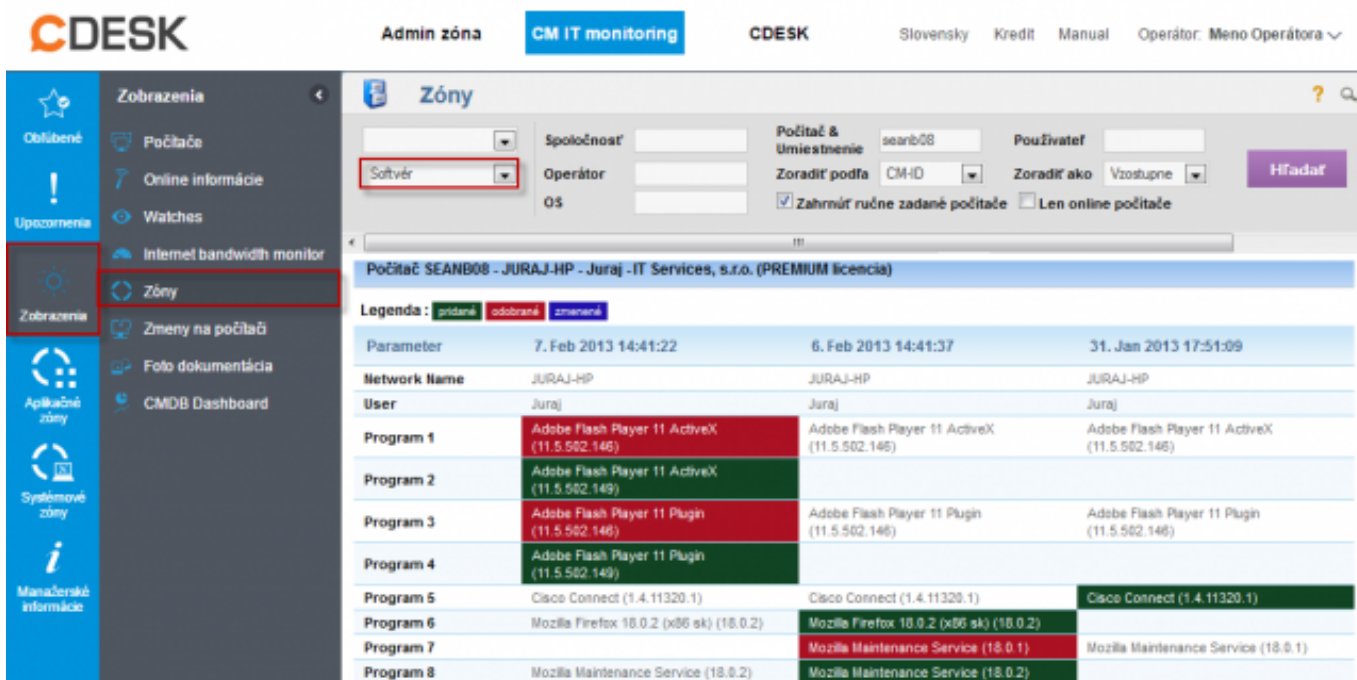 CDESK
Admin zóna CM IT monitoring CDESK Slovensky Kredit Manual Operátor: Meno Operátora
Obľúbené
Upozornenia
Zobrazenia
Aplikačné
zóny
Systémové
zóny
Manažerské
informácie
Zobrazenia
Počítače
Online informácie
Watches
Internet bandwidth monitor
Zóny
Zmeny na počítači
Foto dokumentácia
CMDB Dashboard
Zóny ?
Spoločnosť Počítač & Umiestnenie seanb08 Používateľ
Softvér Operátor Zoradiť podľa CM-ID Zoradiť ako Vzostupne Hľadať
OS Zahrnúť ručne zadané počítače Len online počítače
Počítač SEANB08 - JURAJ-HP - Juraj - IT Services, s.r.o. (PREMIUM licencia)
Legenda : pridané odobrané zmenené
Parameter 7. Feb 2013 14:41:22 6. Feb 2013 14:41:37 31. Jan 2013 17:51:09
Network Name JURAJ-HP JURAJ-HP JURAJ-HP
User Juraj Juraj Juraj
Program 1 Adobe Flash Player 11 ActiveX (11.5.502.146) Adobe Flash Player 11 ActiveX (11.5.502.146) Adobe Flash Player 11 ActiveX (11.5.502.146)
Program 2 Adobe Flash Player 11 ActiveX (11.5.502.149)
Program 3 Adobe Flash Player 11 Plugin (11.5.502.146) Adobe Flash Player 11 Plugin (11.5.502.146) Adobe Flash Player 11 Plugin (11.5.502.146)
Program 4 Adobe Flash Player 11 Plugin (11.5.502.149)
Program 5 Cisco Connect (1.4.11320.1) Cisco Connect (1.4.11320.1) Cisco Connect (1.4.11320.1)
Program 6 Mozilla Firefox 18.0.2 (x86 sk) (18.0.2) Mozilla Firefox 18.0.2 (x86 sk) (18.0.2)
Program 7 Mozilla Maintenance Service (18.0.1) Mozilla Maintenance Service (18.0.1)
Program 8 Mozilla Maintenance Service (18.0.2) Mozilla Maintenance Service (18.0.2)